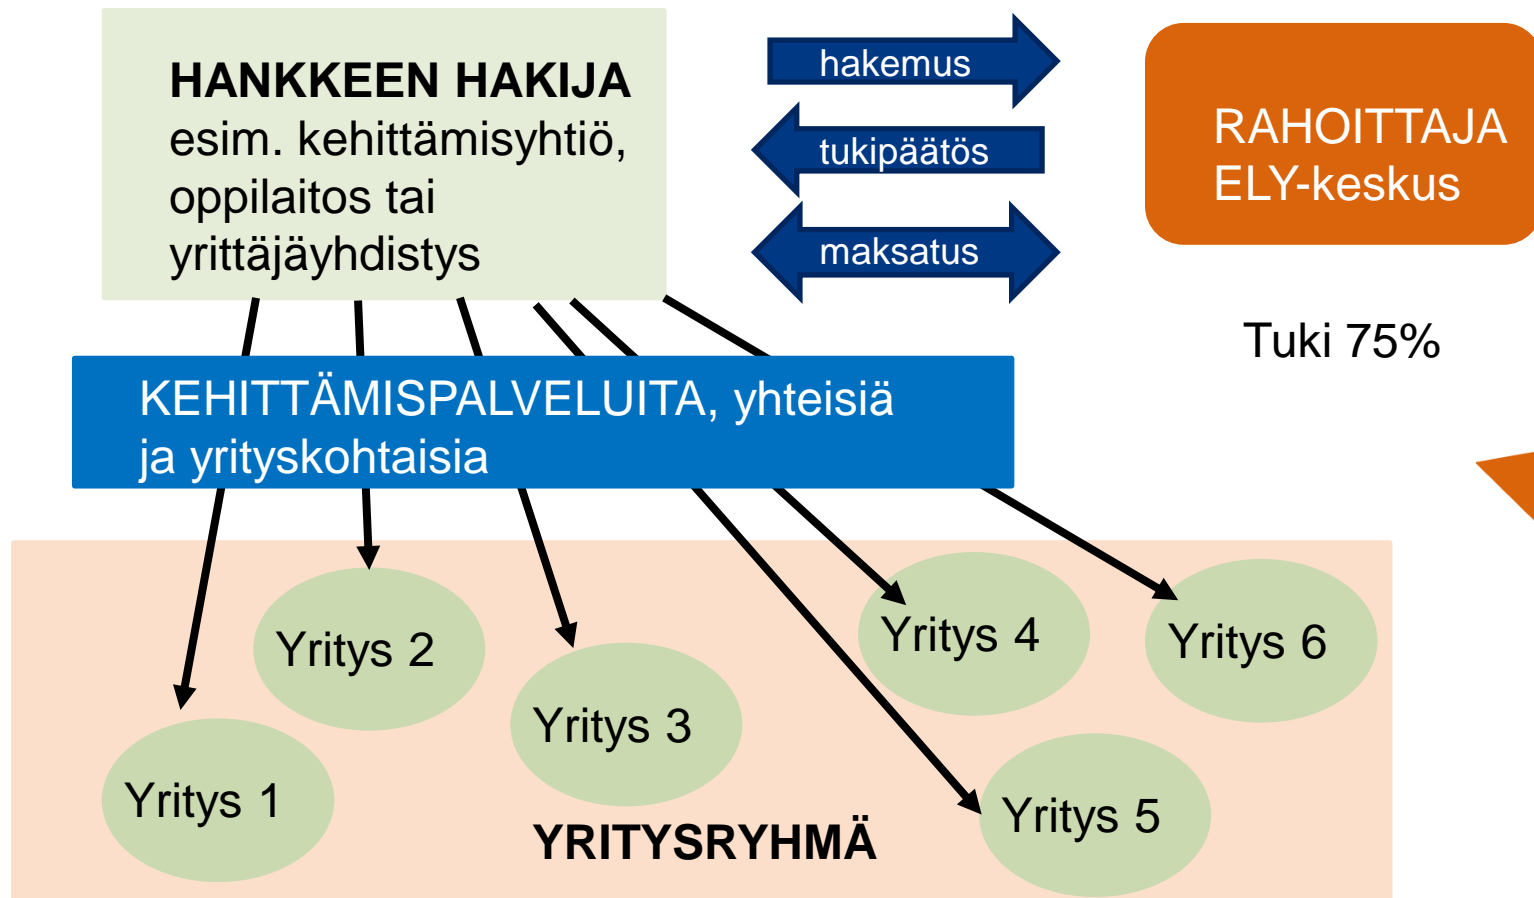 HANKKEEN HAKIJA
esim. kehittämisyhtiö,
oppilaitos tai
yrittäjäyhdistys
hakemus
tukipäätös
maksatus
RAHOITTAJA
ELY-keskus
Tuki 75%
KEHITTÄMISPALVELUITA, yhteisiä
ja yrityskohtaisia
Yritys 1
Yritys 2
Yritys 3
Yritys 4
Yritys 5
Yritys 6
YRITYSRYHMÄ